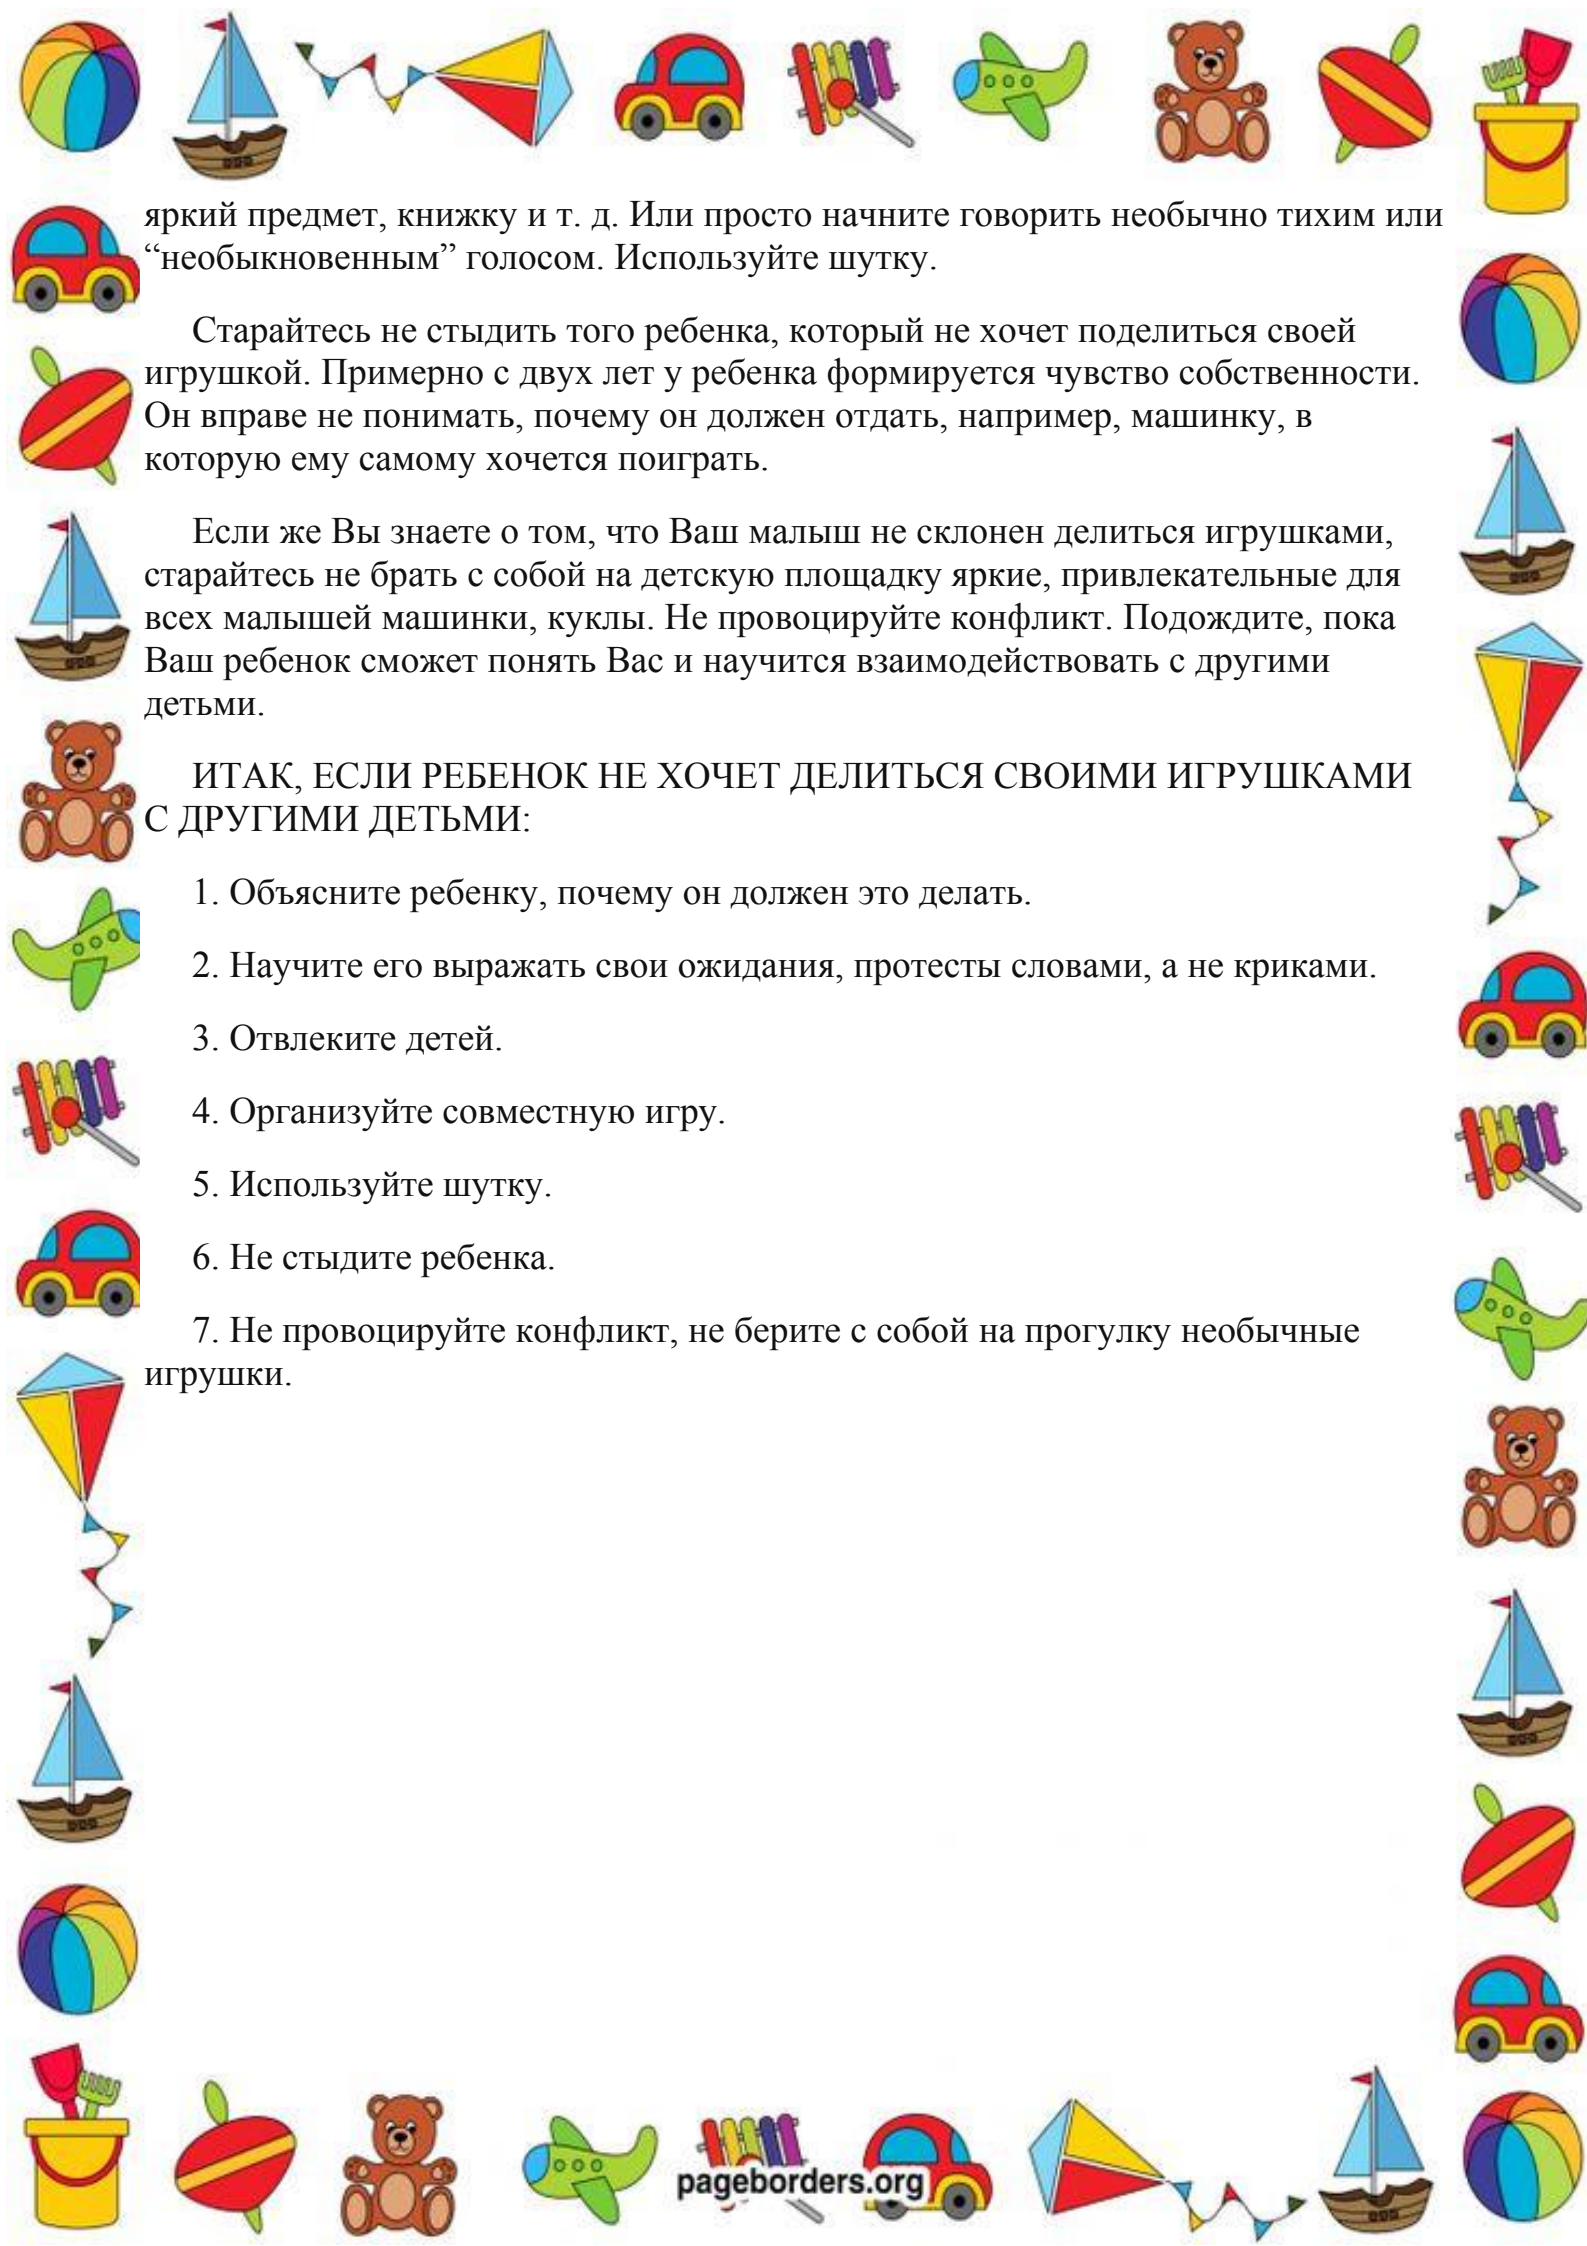 яркий предмет, книжку и т. д. Или просто начните говорить необычно тихим или
“необыкновенным” голосом. Используйте шутку.
Старайтесь не стыдить того ребенка, который не хочет поделиться своей
игрушкой. Примерно с двух лет у ребенка формируется чувство собственности.
Он вправе не понимать, почему он должен отдать, например, машинку, в
которую ему самому хочется поиграть.
Если же Вы знаете о том, что Ваш малыш не склонен делиться игрушками,
старайтесь не брать с собой на детскую площадку яркие, привлекательные для
всех малышей машинки, куклы. Не провоцируйте конфликт. Подождите, пока
Ваш ребенок сможет понять Вас и научится взаимодействовать с другими
детьми.
ИТАК, ЕСЛИ РЕБЕНОК НЕ ХОЧЕТ ДЕЛИТЬСЯ СВОИМИ ИГРУШКАМИ
С ДРУГИМИ ДЕТЬМИ:
1. Объясните ребенку, почему он должен это делать.
2. Научите его выражать свои ожидания, протесты словами, а не криками.
3. Отвлеките детей.
4. Организуйте совместную игру.
5. Используйте шутку.
6. Не стыдите ребенка.
7. Не провоцируйте конфликт, не берите с собой на прогулку необычные
игрушки.
pageborders.org